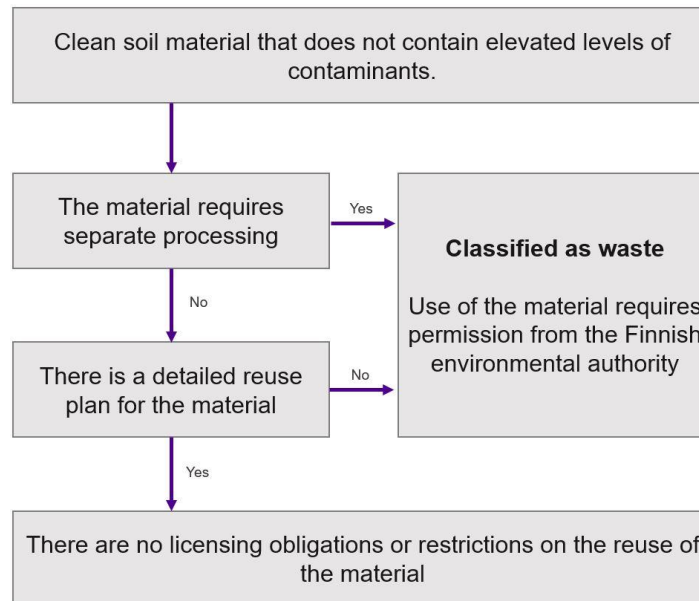 Clean soil material that does not contain elevated levels of
contaminants.
The material requires
separate processing
Yes
Classified as waste
Use of the material requires
permission from the Finnish
environmental authority
No
There is a detailed reuse
plan for the material
No
Yes
There are no licensing obligations or restrictions on the reuse of
the material